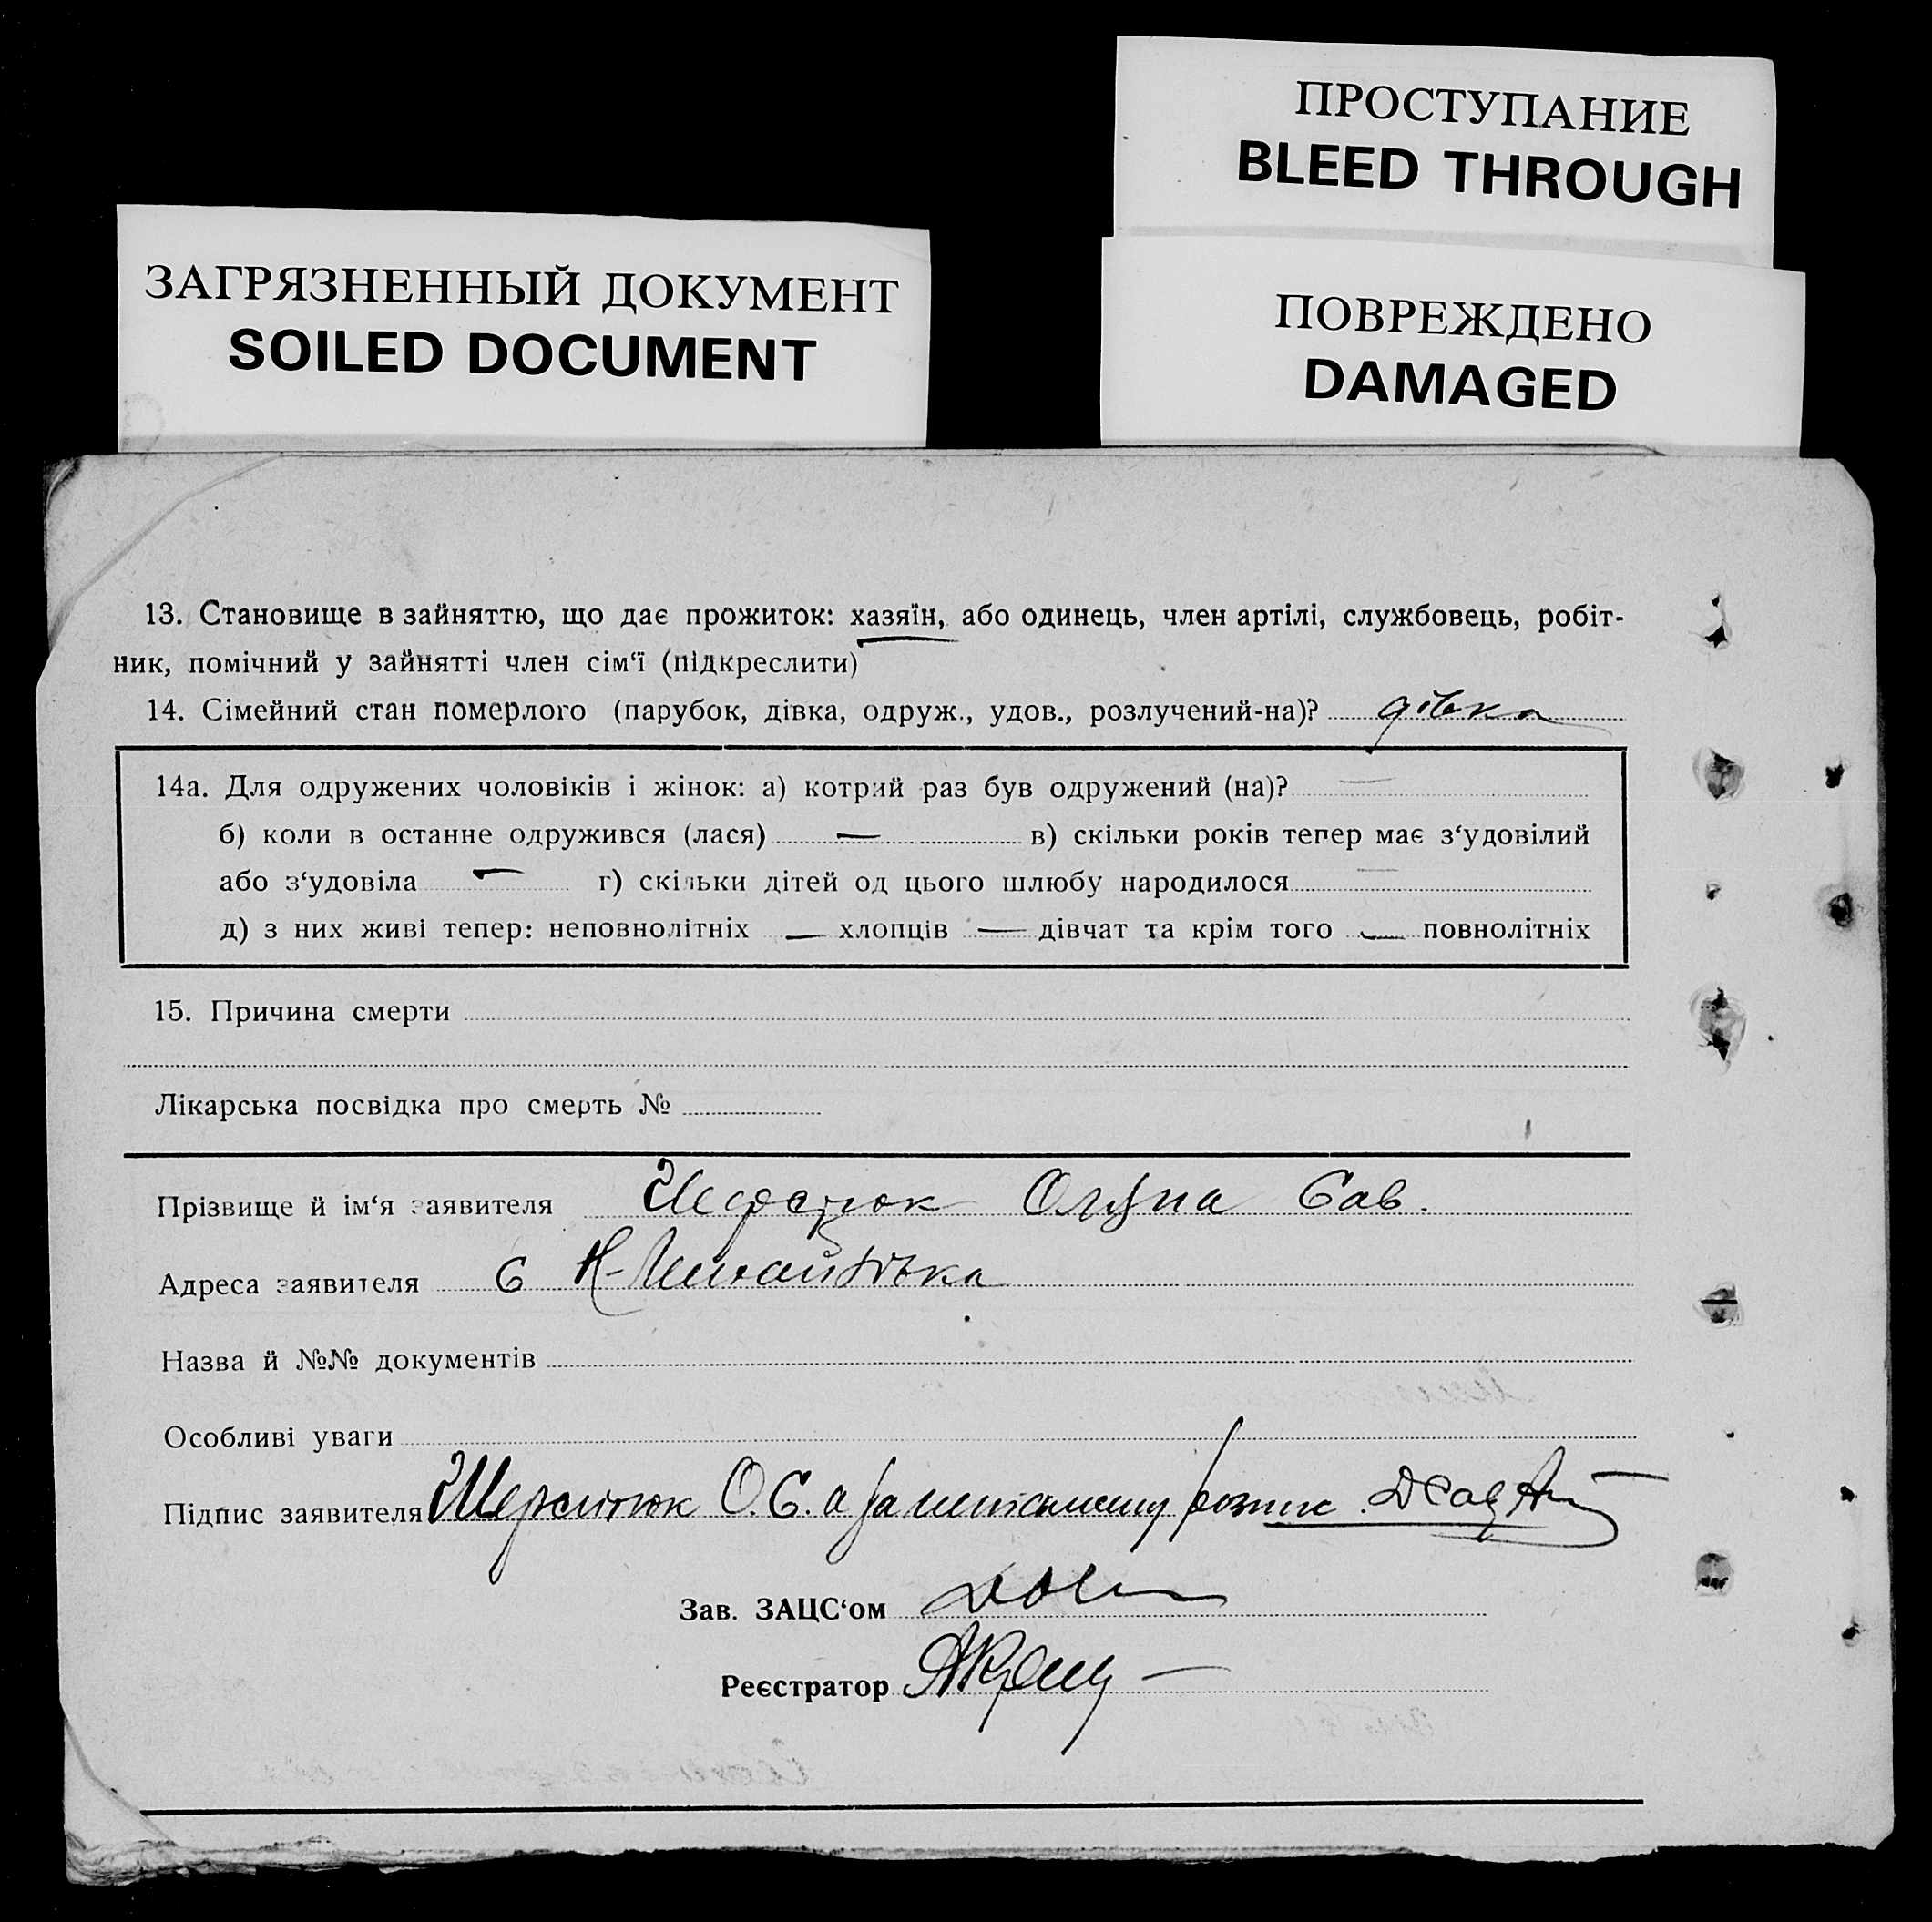 ПРОСТУПАНИЕ
BLEED THROUGH
ЗАГРЯЗНЕННЫЙ ДОКУМЕНТ
SOILED DOCUMENT
ПОВРЕЖДЕНО
DAMAGED
13. Становище в зайняттю, що дає прожиток: хазяїн, або одинець, член артілі, службовець, робіт-
ник, помічний у зайнятті член сім‘ї (підкреслити)
14. Сімейний стан померлого (парубок, дівка, одруж., удов., розлучений-на)? дівка
14а. Для одружених чоловіків і жінок: а) котрий раз був одружений (на)? —
б) коли в останне одружився (лася) — в) скільки років тепер має з‘удовілий
або з‘удовіла — г) скільки дітей од цього шлюбу народилося —
д) з них живі тепер: неповнолітніх — хлопців — дівчат та крім того — повнолітніх
15. Причина смерти
Лікарська посвідка про смерть №
Прізвище й ім‘я заявителя Сав.
Адреса заявителя с
Назва й №№ документів
Особливі уваги
Підпис заявителя О. С. а за
Зав. ЗАЦС‘ом
Реєстратор